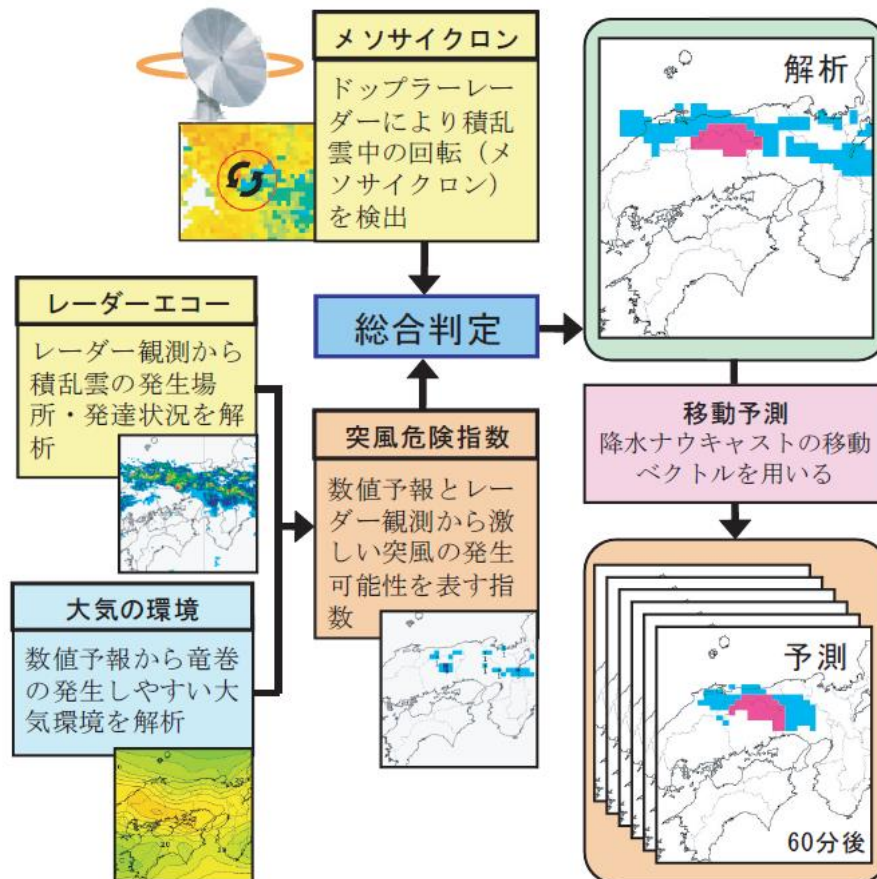 メソサイクロン
ドップラーレー
ダーにより積乱
雲中の回転（メ
ソサイクロン）
を検出
解析
レーダーエコー
レーダー観測から
積乱雲の発生場
所・発達状況を解
析
総合判定
突風危険指数
数値予報とレー
ダー観測から激
しい突風の発生
可能性を表す指
数
移動予測
降水ナウキャストの移動
ベクトルを用いる
大気の環境
数値予報から竜巻
の発生しやすい大
気環境を解析
予測
60分後